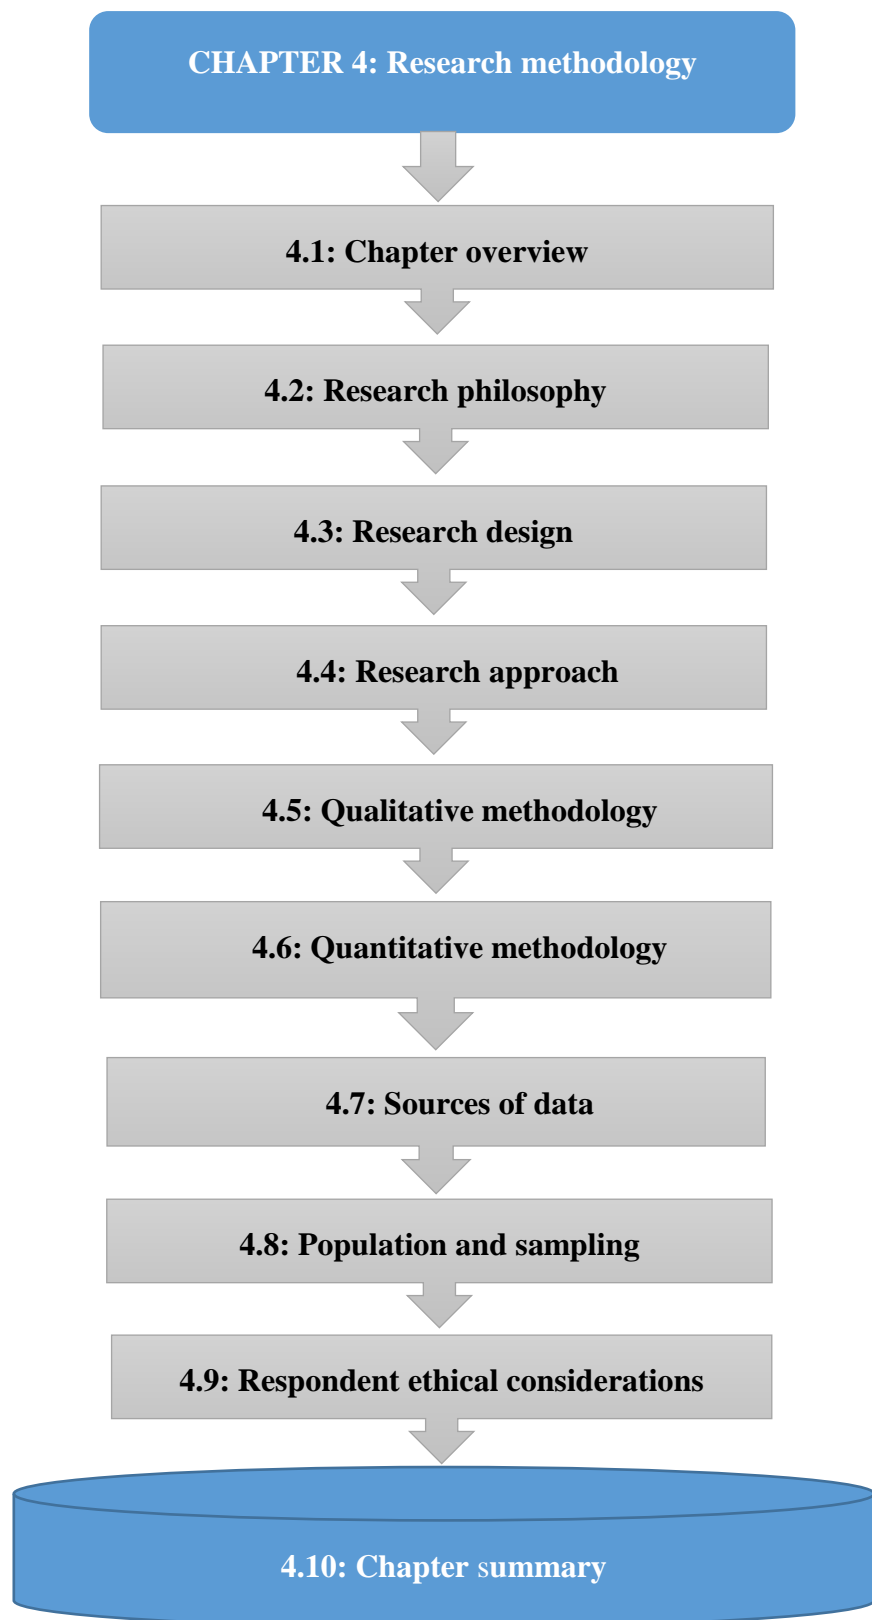 CHAPTER 4: Research methodology
4.1: Chapter overview
4.2: Research philosophy
4.3: Research design
4.4: Research approach
4.5: Qualitative methodology
4.6: Quantitative methodology
4.7: Sources of data
4.8: Population and sampling
4.9: Respondent ethical considerations
4.10: Chapter summary